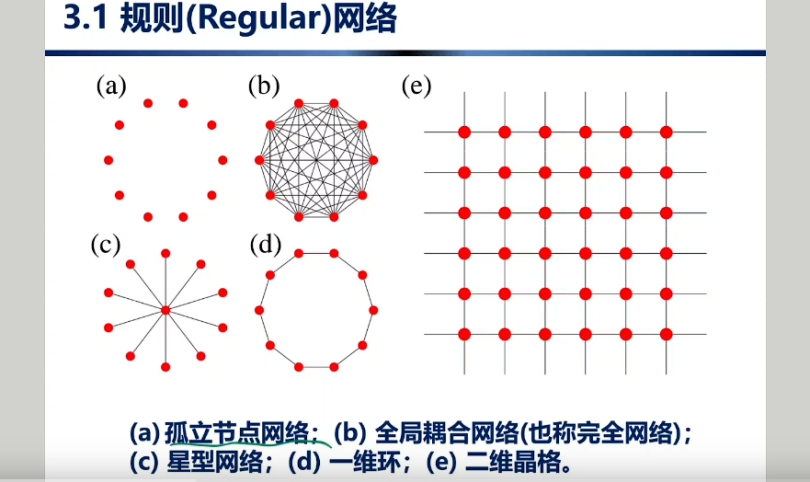 3.1 规则(Regular)网络
(a)
(b)
(e)
(c)
(d)
(a)孤立节点网络；(b) 全局耦合网络(也称完全网络)；
(c) 星型网络；(d) 一维环；(e) 二维晶格。